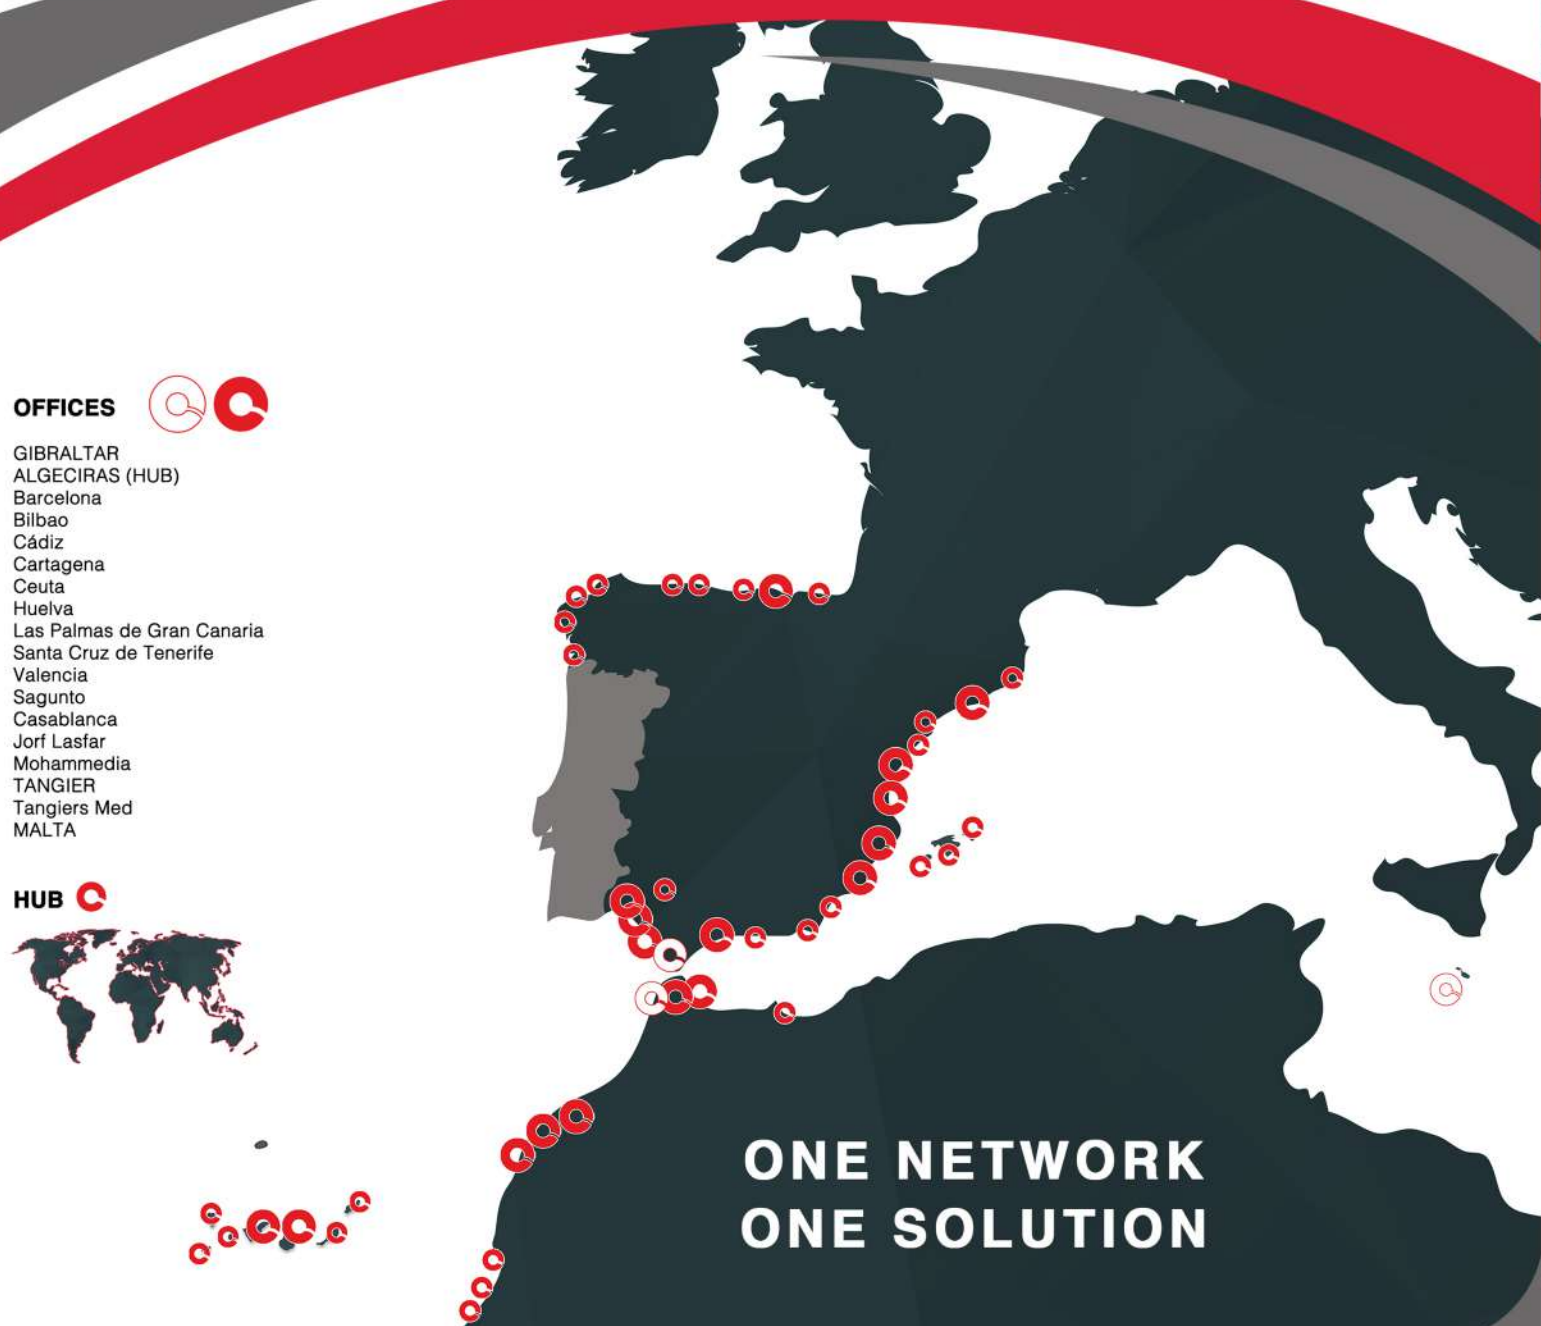 OFFICES
GIBRALTAR
ALGECIRAS (HUB)
Barcelona
Bilbao
Cádiz
Cartagena
Ceuta
Huelva
Las Palmas de Gran Canaria
Santa Cruz de Tenerife
Valencia
Sagunto
Casablanca
Jorf Lasfar
Mohammedia
TANGIER
Tangiers Med
MALTA
HUB
ONE NETWORK
ONE SOLUTION